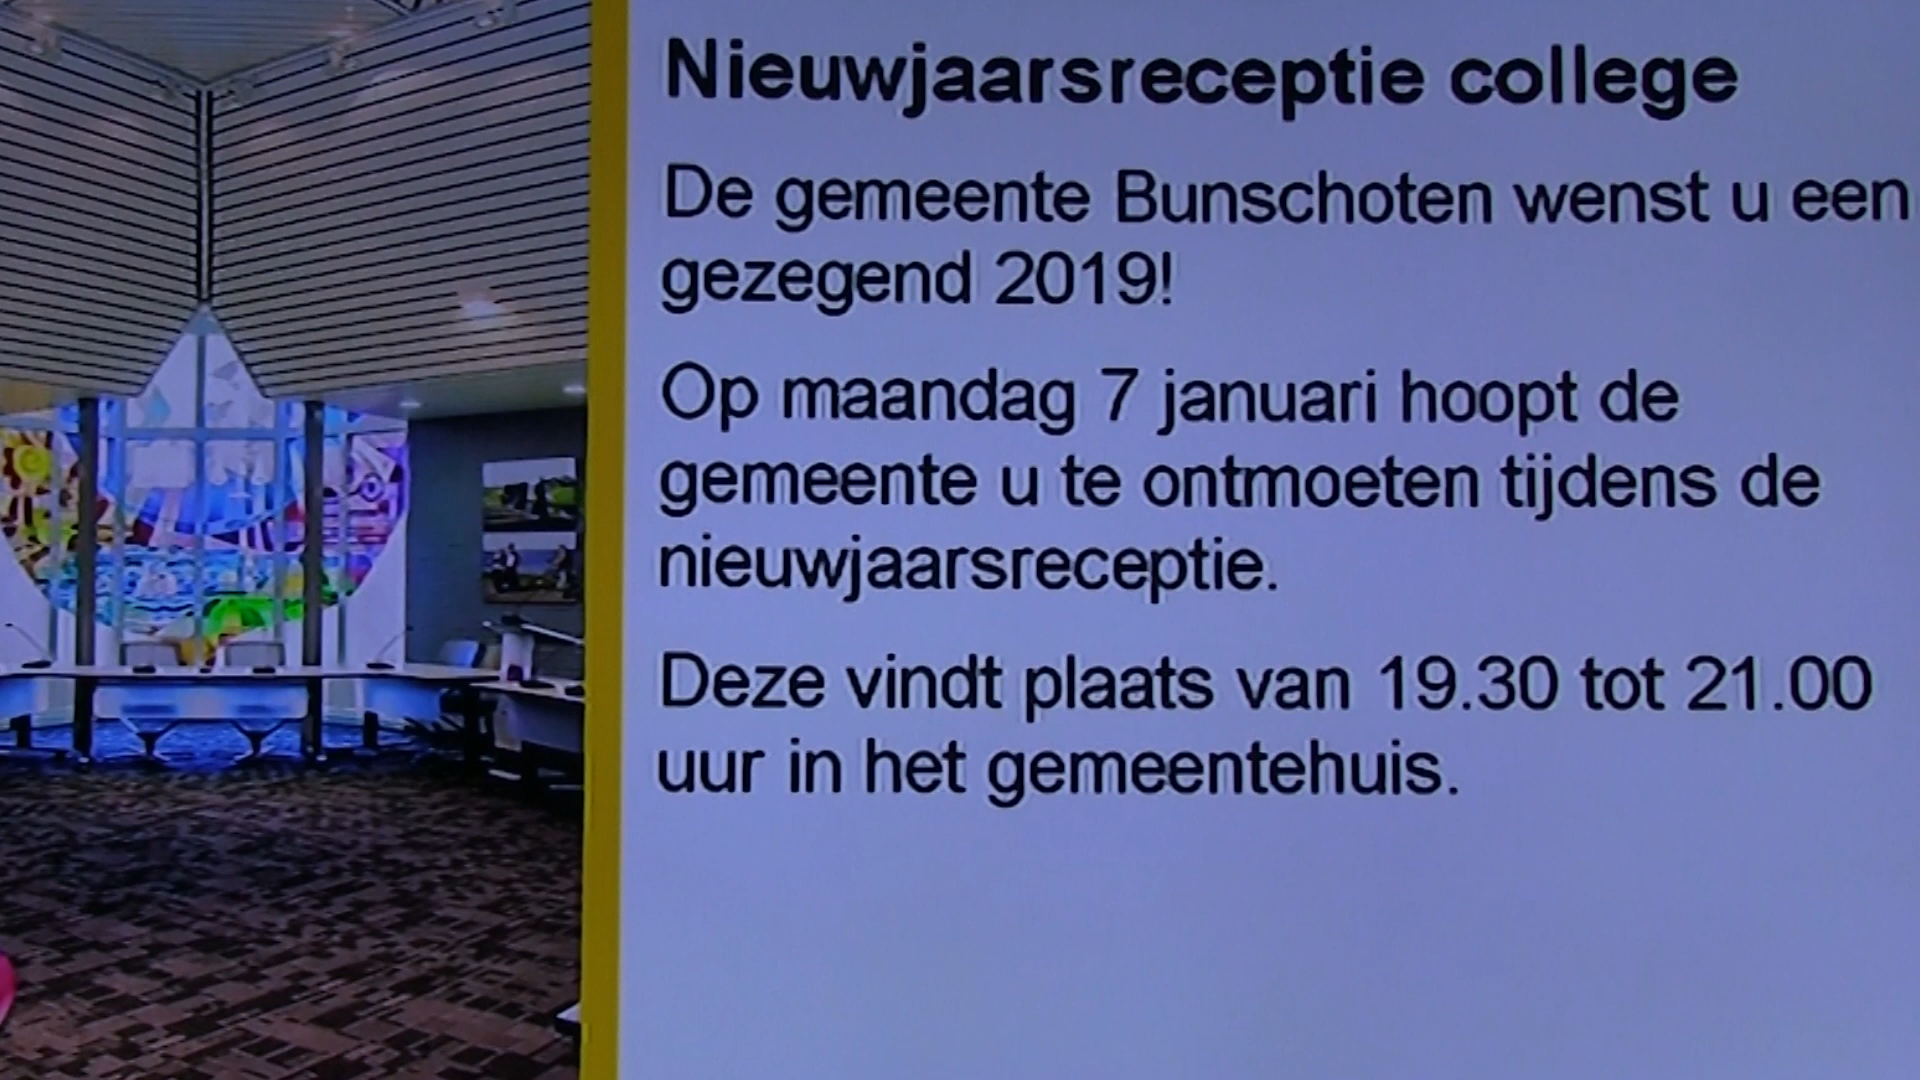 Nieuwjaarsreceptie college
De gemeente Bunschoten wenst u een
gezegend 2019!
Op maandag 7 januari hoopt de
gemeente u te ontmoeten tijdens de
nieuwjaarsreceptie.
Deze vindt plaats van 19.30 tot 21.00
uur in het gemeentehuis.